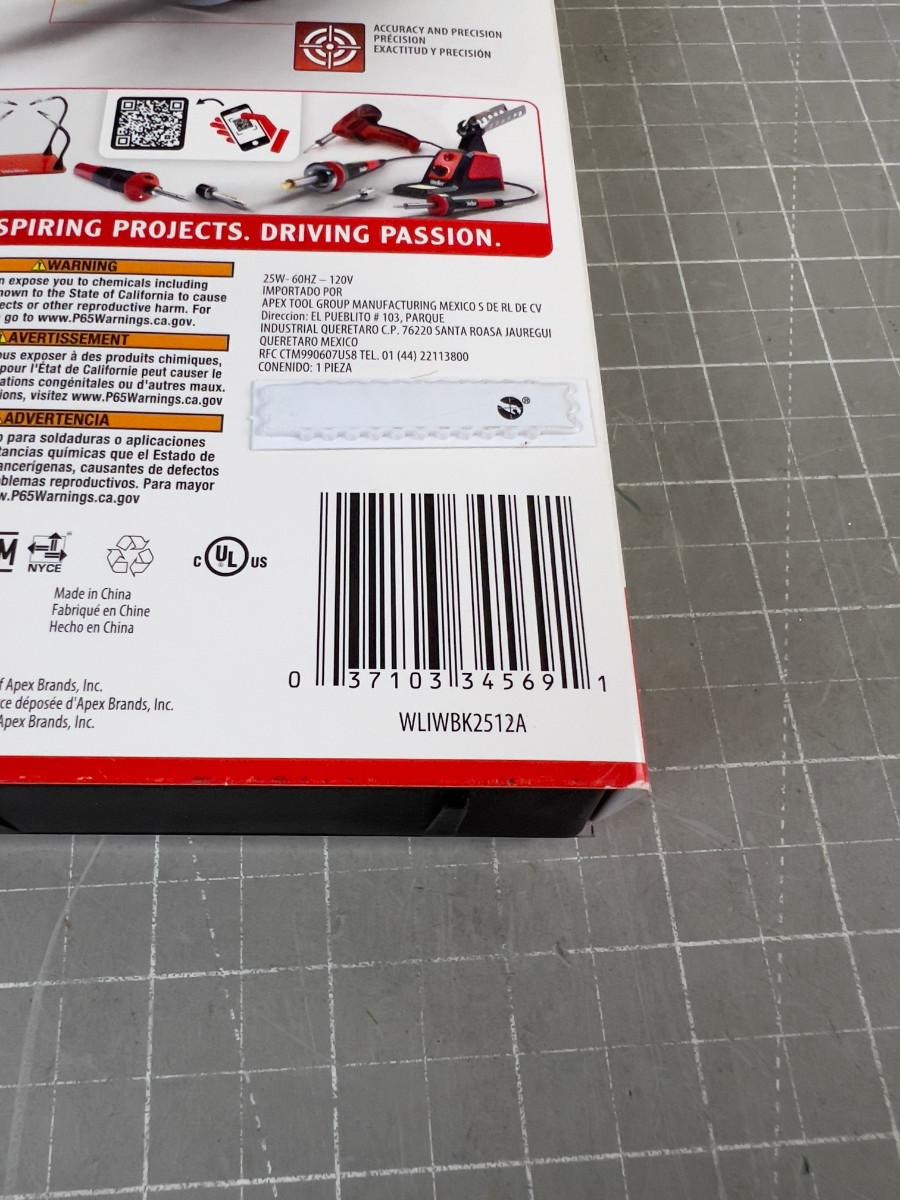 ACCURACY AND PRECISION
PRÉCISION
EXACTITUD Y PRECISIÓN
SPIRING PROJECTS. DRIVING PASSION.
WARNING
n expose you to chemicals including
nown to the State of California to cause
ects or other reproductive harm. For
go to www.P65Warnings.ca.gov.
AVERTISSEMENT
ous exposer à des produits chimiques,
pour l'État de Californie peut causer le
ations congénitales ou d'autres maux.
ions, visitez www.P65Warnings.ca.gov
ADVERTENCIA
o para soldaduras o aplicaciones
tancias químicas que el Estado de
ancerígenas, causantes de defectos
blemas reproductivos. Para mayor
w.P65Warnings.ca.gov
25W- 60HZ – 120V
IMPORTADO POR
APEX TOOL GROUP MANUFACTURING MEXICO S DE RL DE CV
Direccion: EL PUEBLITO # 103, PARQUE
INDUSTRIAL QUERETARO C.P. 76220 SANTA ROASA JAUREGUI
QUERETARO MEXICO
RFC CTM990607US8 TEL. 01 (44) 22113800
CONENIDO: 1 PIEZA
®
M
NYCE
C UL US
®
Made in China
Fabriqué en Chine
Hecho en China
f Apex Brands, Inc.
ce déposée d'Apex Brands, Inc.
Apex Brands, Inc.
0 37103 34569 1
WLIWBK2512A